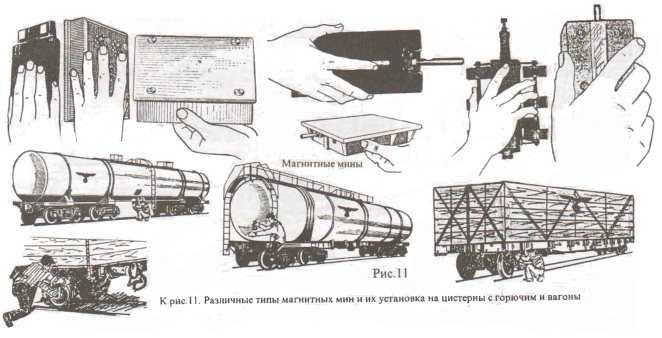 Магнитные мины
Рис.11
К рис.11. Различные типы магнитных мин и их установка на цистерны с горючим и вагоны